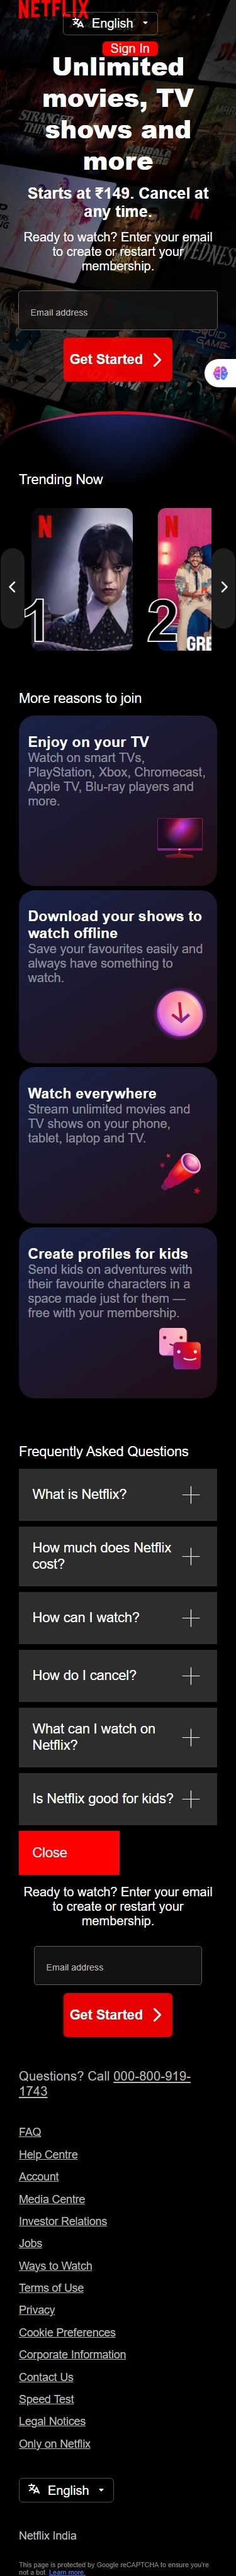 NETFLIX
English
Sign In
Unlimited
movies, TV
shows and
more
Starts at ₹149. Cancel at
any time.
Ready to watch? Enter your email
to create or restart your
membership.
Email address
Get Started
Trending Now
N
1
N
2
GRE
More reasons to join
Enjoy on your TV
Watch on smart TVs,
PlayStation, Xbox, Chromecast,
Apple TV, Blu-ray players and
more.
Download your shows to
watch offline
Save your favourites easily and
always have something to
watch.
Watch everywhere
Stream unlimited movies and
TV shows on your phone,
tablet, laptop and TV.
Create profiles for kids
Send kids on adventures with
their favourite characters in a
space made just for them —
free with your membership.
Frequently Asked Questions
What is Netflix?
How much does Netflix
cost?
How can I watch?
How do I cancel?
What can I watch on
Netflix?
Is Netflix good for kids?
Close
Ready to watch? Enter your email
to create or restart your
membership.
Email address
Get Started
Questions? Call 000-800-919-
1743
FAQ
Help Centre
Account
Media Centre
Investor Relations
Jobs
Ways to Watch
Terms of Use
Privacy
Cookie Preferences
Corporate Information
Contact Us
Speed Test
Legal Notices
Only on Netflix
English
Netflix India
This page is protected by Google reCAPTCHA to ensure you're
not a bot. Learn more.